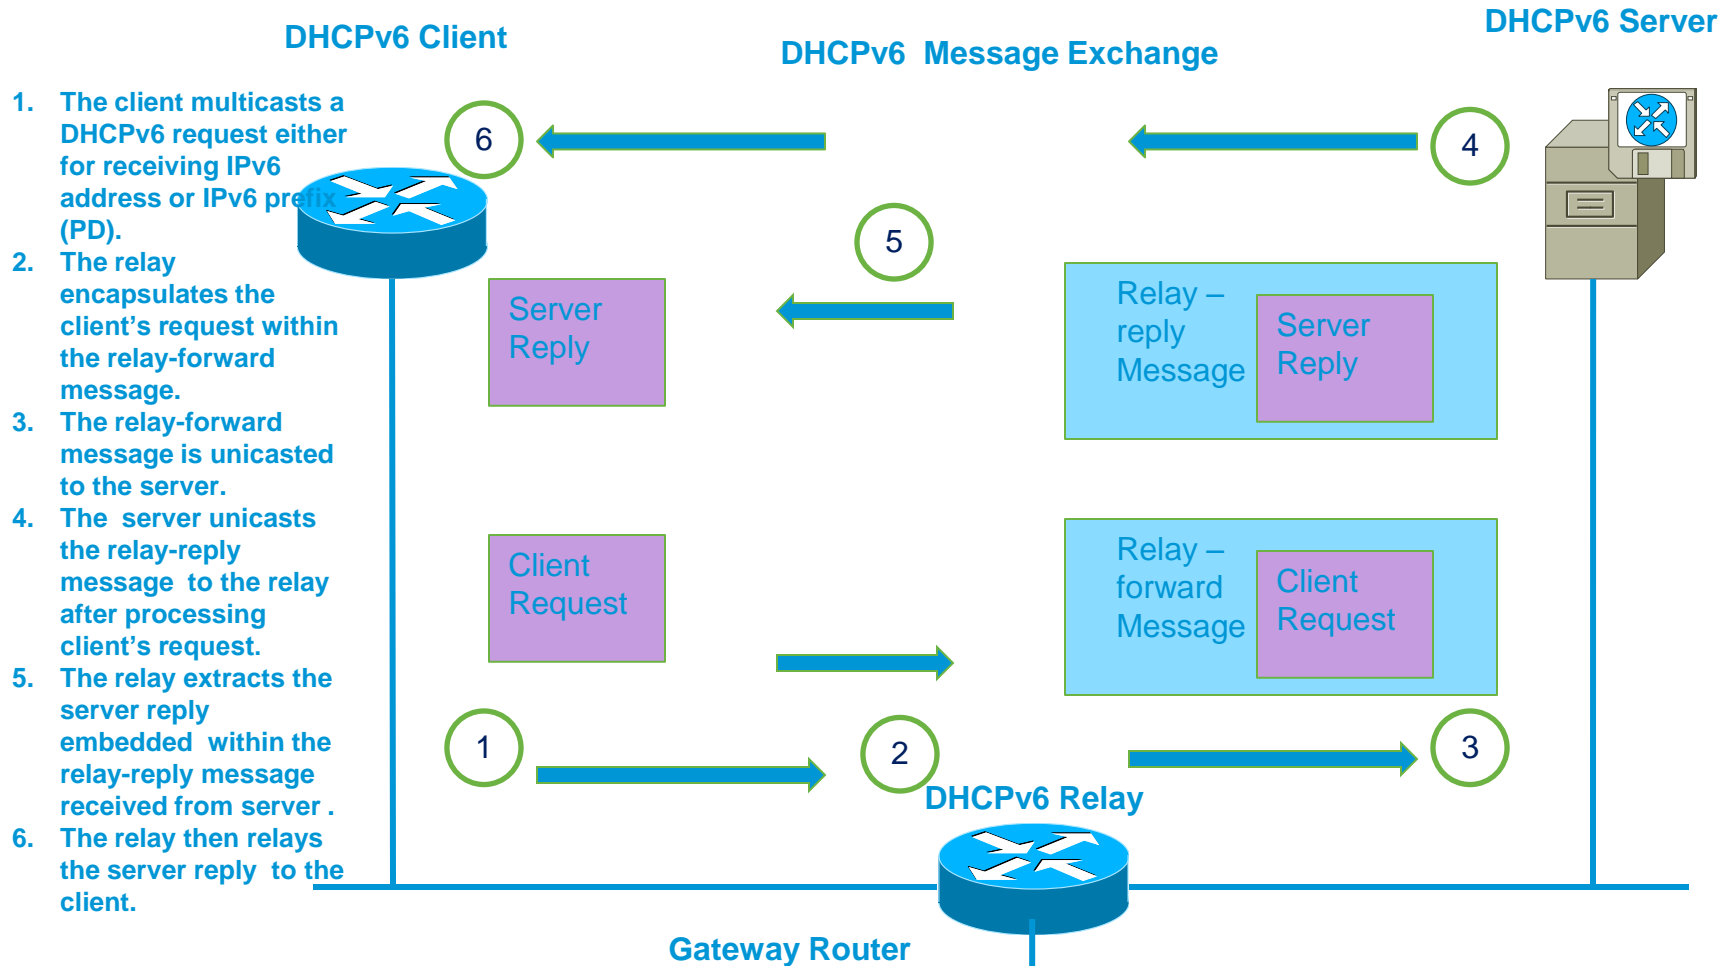 DHCPv6 Client
DHCPv6  Message Exchange
DHCPv6 Server
1. The client multicasts a
DHCPv6 request either
for receiving IPv6
address or IPv6 prefix
(PD).
2. The relay
encapsulates the
client’s request within
the relay-forward
message.
3. The relay-forward
message is unicasted
to the server.
4. The  server unicasts
the relay-reply
message  to the relay
after processing
client’s request.
5. The relay extracts the
server reply
embedded  within the
relay-reply message
received from server .
6. The relay then relays
the server reply  to the
client.
6
4
5
Server
Reply
Relay –
reply
Message
Server
Reply
Client
Request
Relay –
forward
Message
Client
Request
1
2
3
DHCPv6 Relay
Gateway Router